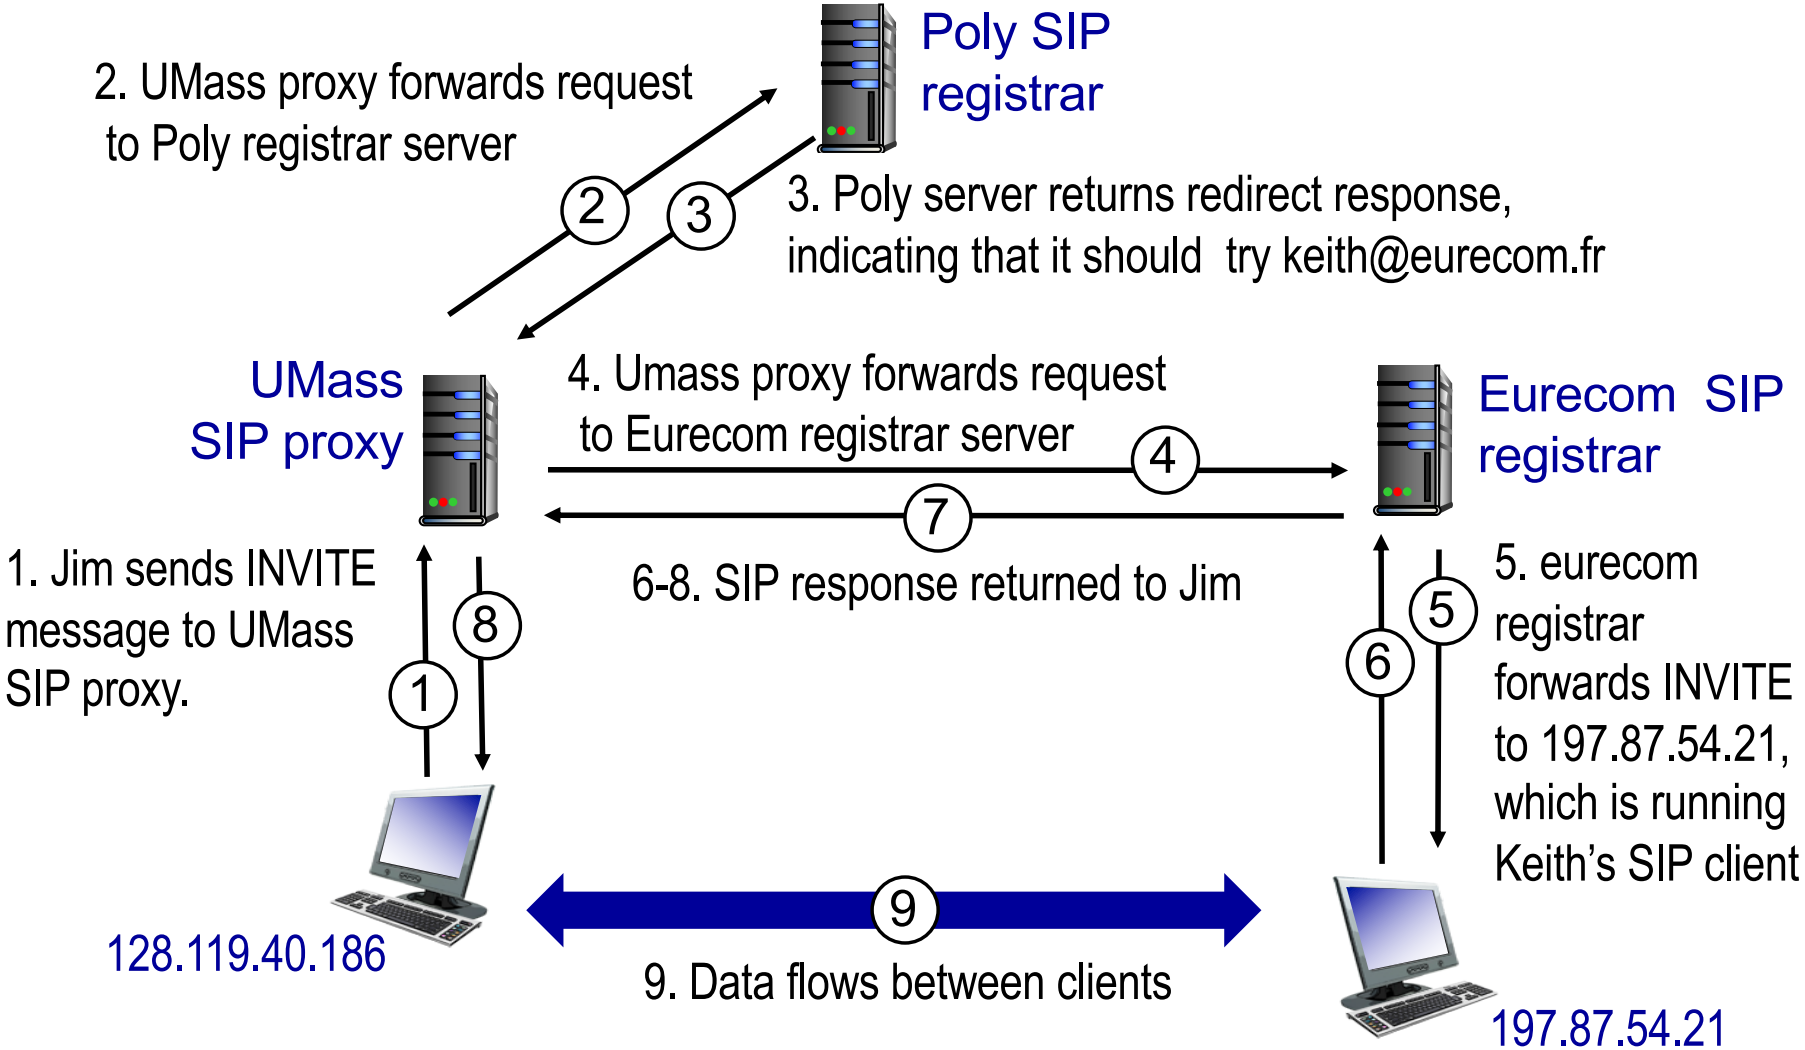 Poly SIP
registrar
2. UMass proxy forwards request
to Poly registrar server
2
3
3. Poly server returns redirect response,
indicating that it should  try keith@eurecom.fr
UMass
SIP proxy
4. Umass proxy forwards request
to Eurecom registrar server
4
Eurecom  SIP
registrar
7
1. Jim sends INVITE
message to UMass
SIP proxy.
8
1
6-8. SIP response returned to Jim
5
6
5. eurecom
registrar
forwards INVITE
to 197.87.54.21,
which is running
Keith’s SIP client
9
128.119.40.186
9. Data flows between clients
197.87.54.21